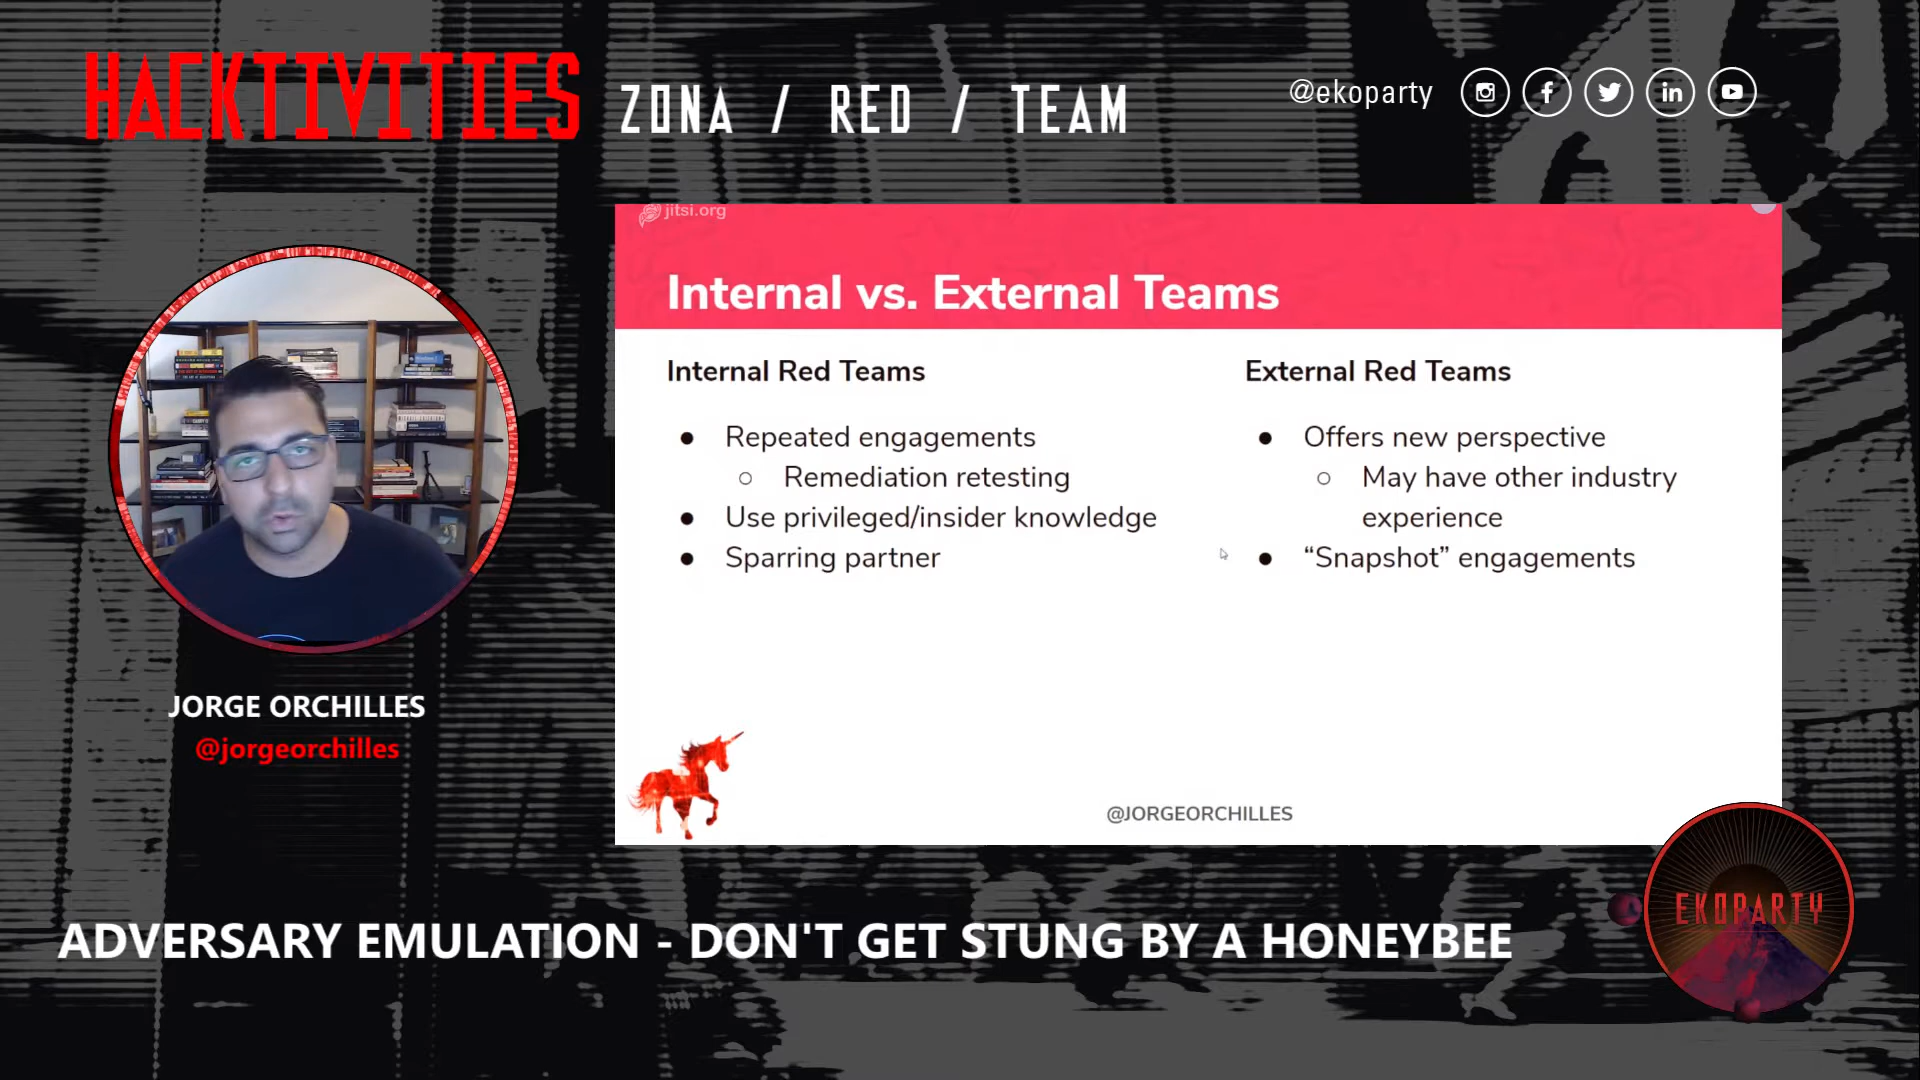 HACKTIVITIES
ZONA / RED / TEAM
@ekoparty
jitsi.org
Internal vs. External Teams
Internal Red Teams
Repeated engagements
Remediation retesting
Use privileged/insider knowledge
Sparring partner
External Red Teams
Offers new perspective
May have other industry
experience
“Snapshot” engagements
@JORGEORCHILLES
JORGE ORCHILLES
@jorgeorchilles
EKOPARTY
ADVERSARY EMULATION - DON'T GET STUNG BY A HONEYBEE